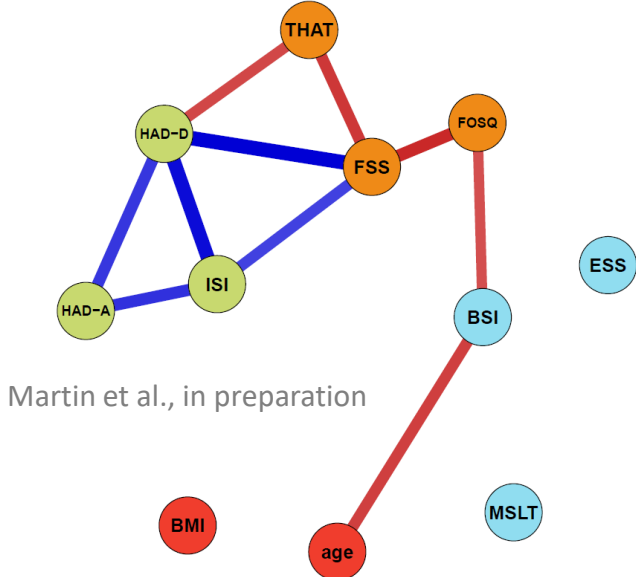 THAT
FOSQ
HAD-D
FSS
ESS
ISI
HAD-A
BSI
Martin et al., in preparation
MSLT
BMI
age